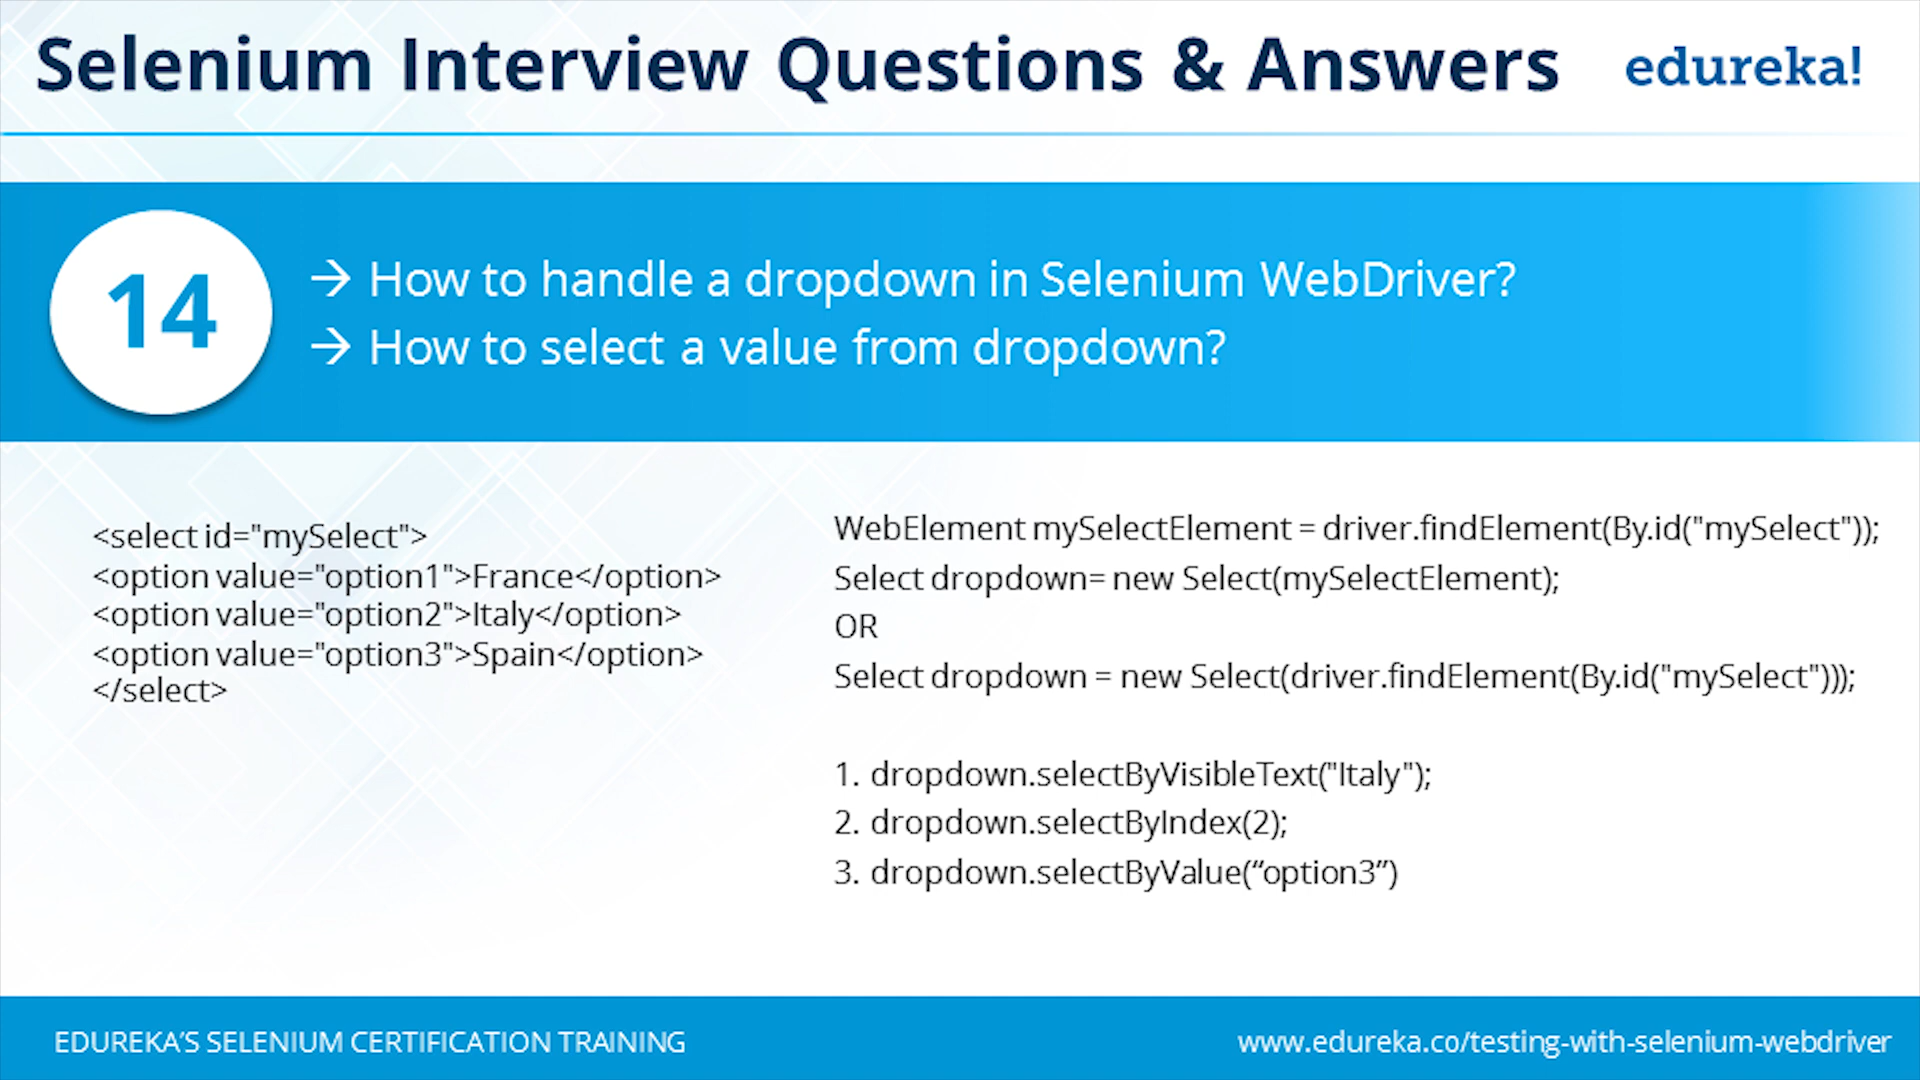 Selenium Interview Questions & Answers
edureka!
14
→ How to handle a dropdown in Selenium WebDriver?
→ How to select a value from dropdown?
<select id="mySelect">
<option value="option1">France</option>
<option value="option2">Italy</option>
<option value="option3">Spain</option>
</select>
WebElement mySelectElement = driver.findElement(By.id("mySelect"));
Select dropdown= new Select(mySelectElement);
OR
Select dropdown = new Select(driver.findElement(By.id("mySelect")));
1. dropdown.selectByVisibleText("Italy");
2. dropdown.selectByIndex(2);
3. dropdown.selectByValue(“option3”)
EDUREKA’S SELENIUM CERTIFICATION TRAINING
www.edureka.co/testing-with-selenium-webdriver